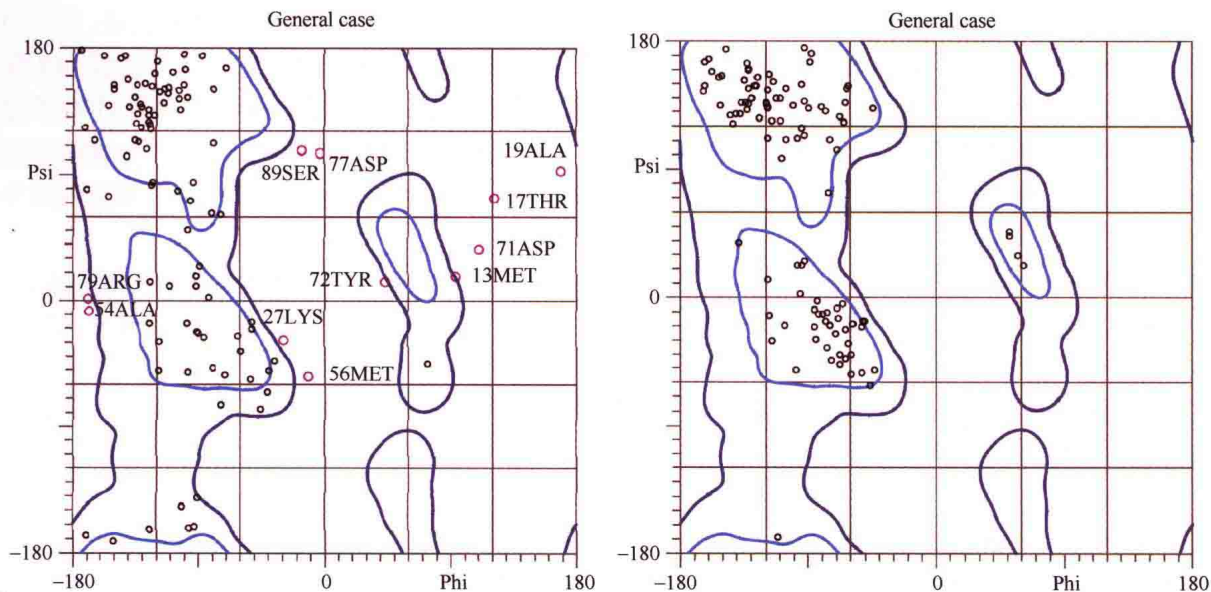 General case
180
19ALA
89SER
77ASP
Psi
17THR
71ASP
79ARG
72TYR
13MET
0
54ALA
27LYS
56MET
−180
−180
0
Phi
180
General case
180
Psi
0
−180
−180
0
Phi
180